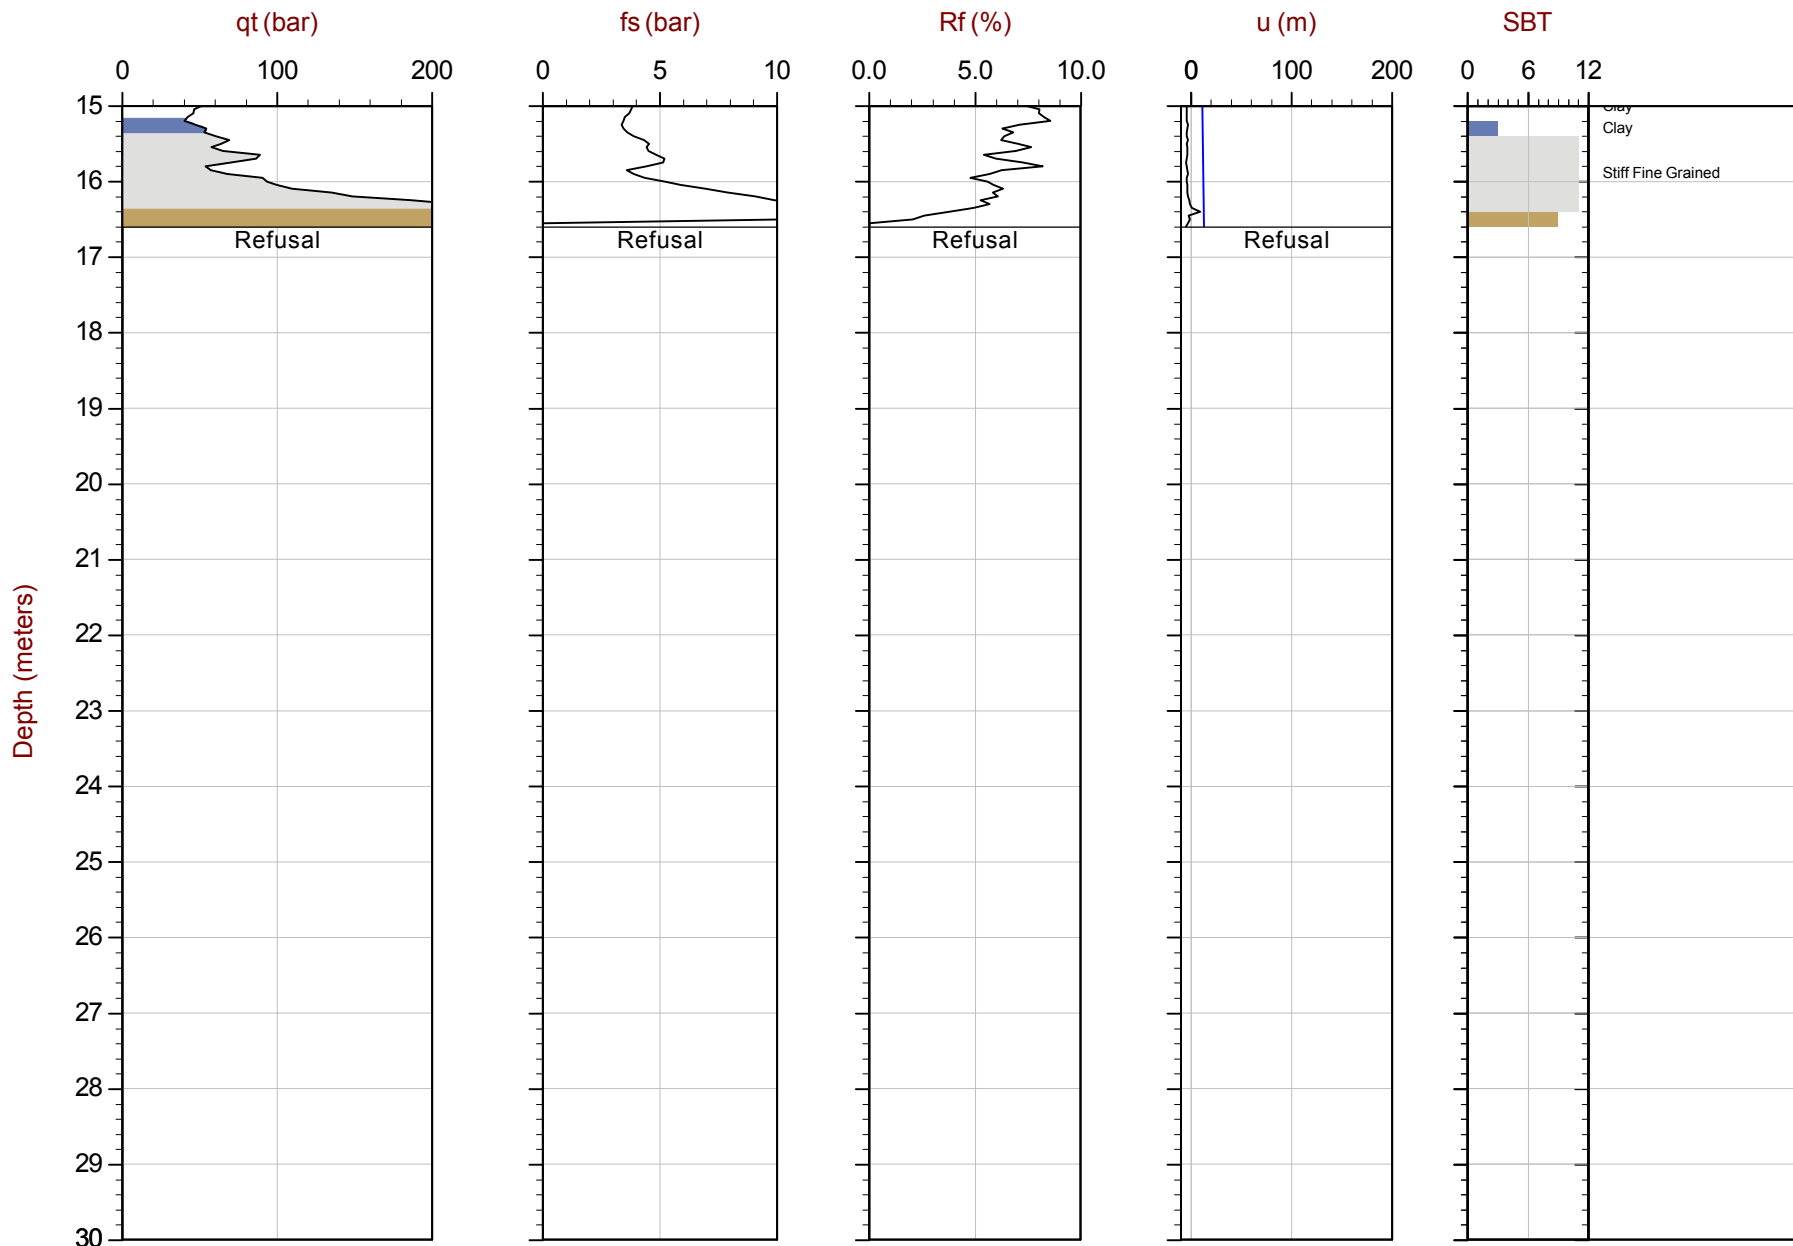 qt (bar) fs (bar) Rf (%) u (m) SBT
0 100 200 0 5 10 0.0 5.0 10.0 0 100 200 0 6 12
15
Clay
Clay
Stiff Fine Grained
16
Refusal Refusal Refusal Refusal
17
18
19
20
21
22
Depth (meters)
23
24
25
26
27
28
29
30